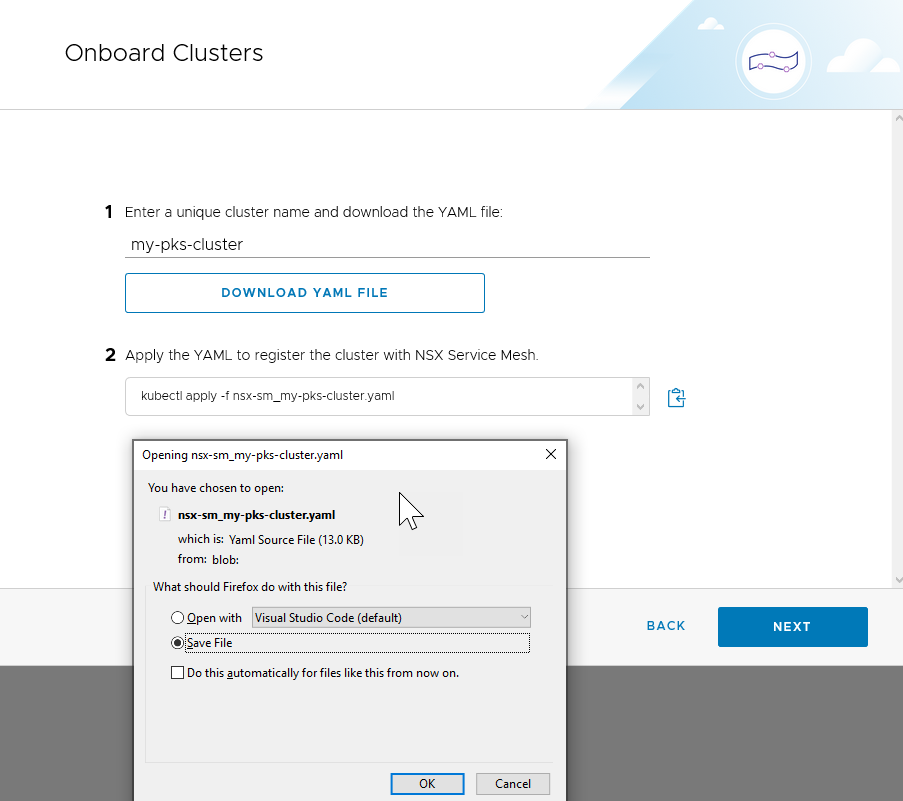 Onboard Clusters
1 Enter a unique cluster name and download the YAML file:
my-pks-cluster
DOWNLOAD YAML FILE
2 Apply the YAML to register the cluster with NSX Service Mesh.
kubectl apply -f nsx-sm_my-pks-cluster.yaml
Opening nsx-sm_my-pks-cluster.yaml
You have chosen to open:
nsx-sm_my-pks-cluster.yaml
which is: Yaml Source File (13.0 KB)
from: blob:
What should Firefox do with this file?
Open with Visual Studio Code (default)
Save File
Do this automatically for files like this from now on.
OK Cancel
BACK NEXT